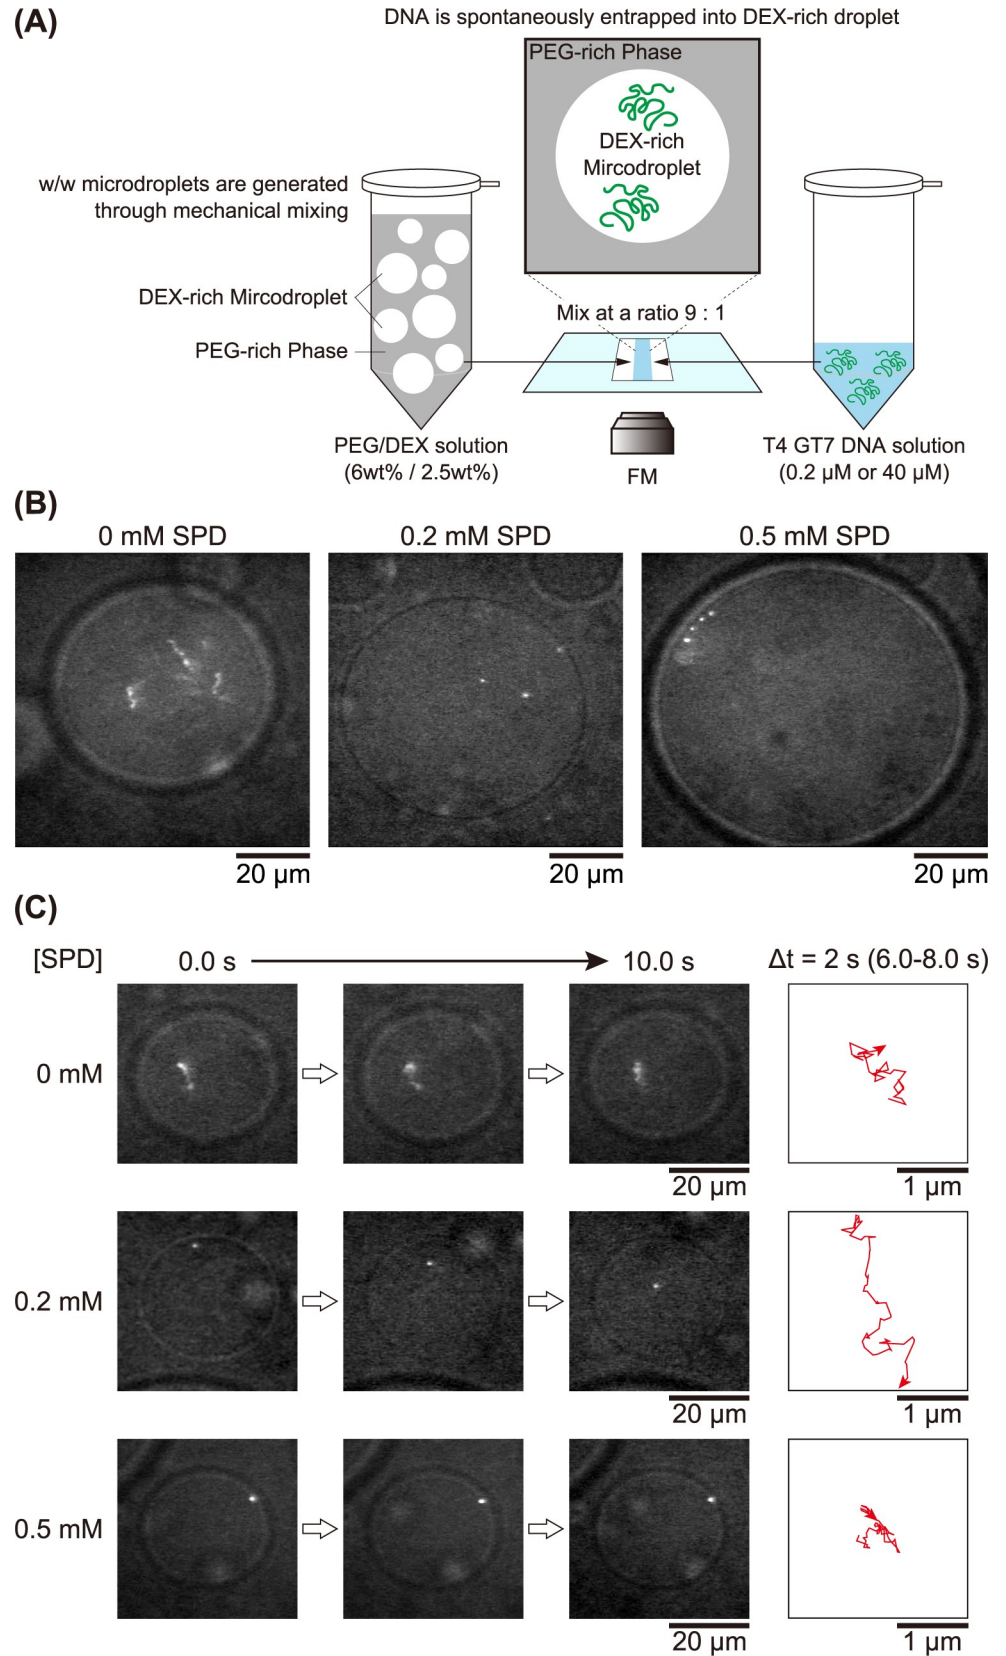 (A)
DNA is spontaneously entrapped into DEX-rich droplet
PEG-rich Phase
DEX-rich
Mircodroplet
w/w microdroplets are generated
through mechanical mixing
DEX-rich Mircodroplet
PEG-rich Phase
Mix at a ratio 9 : 1
PEG/DEX solution
(6wt% / 2.5wt%)
FM
T4 GT7 DNA solution
(0.2 µM or 40 µM)
(B)
0 mM SPD
0.2 mM SPD
0.5 mM SPD
20 µm
20 µm
20 µm
(C)
[SPD]
0.0 s
10.0 s
Δt = 2 s (6.0-8.0 s)
0 mM
20 µm
1 µm
0.2 mM
20 µm
1 µm
0.5 mM
20 µm
1 µm